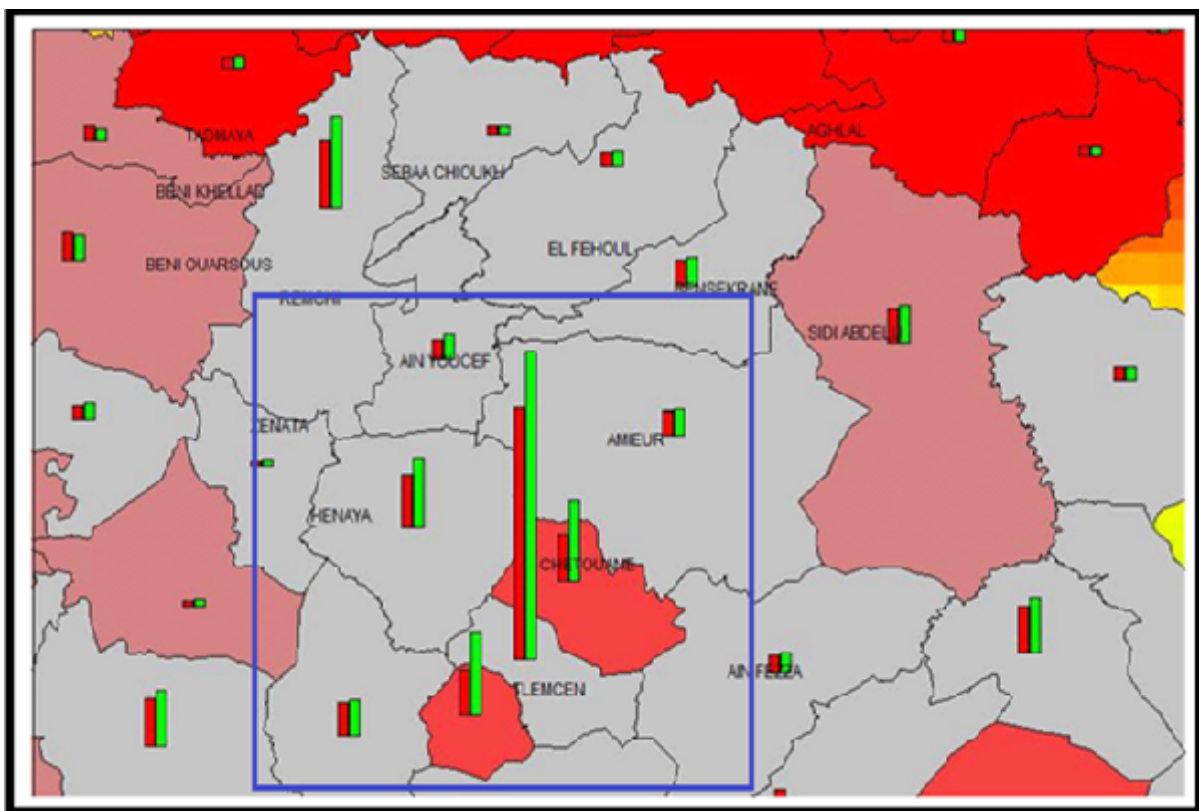 TADMAYA
AGHLAL
SEBAA CHIOUKH
BENI KHELLAD
EL FEHOUL
BENI OUARSOUS
BENSEKRANE
REMCHI
SIDI ABDELLI
AIN YOUCEF
ZENATA
AMIEUR
HENAYA
CHETOUANE
AIN FEZZA
TLEMCEN